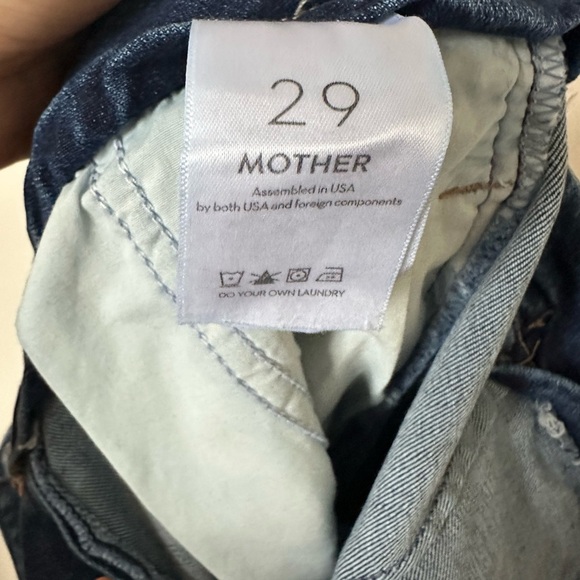 29
MOTHER
Assembled in USA
by both USA and foreign components
DO YOUR OWN LAUNDRY